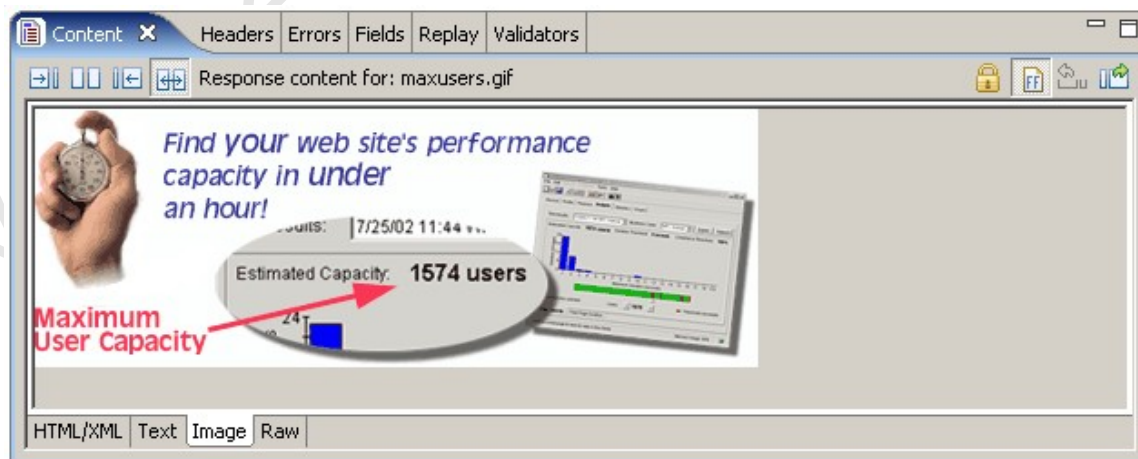 Content Headers Errors Fields Replay Validators
Response content for: maxusers.gif
FF
Find your web site's performance
capacity in under
an hour!
7/25/02 11:44
Estimated Capacity: 1574 users
Maximum
User Capacity
24
HTML/XML Text Image Raw